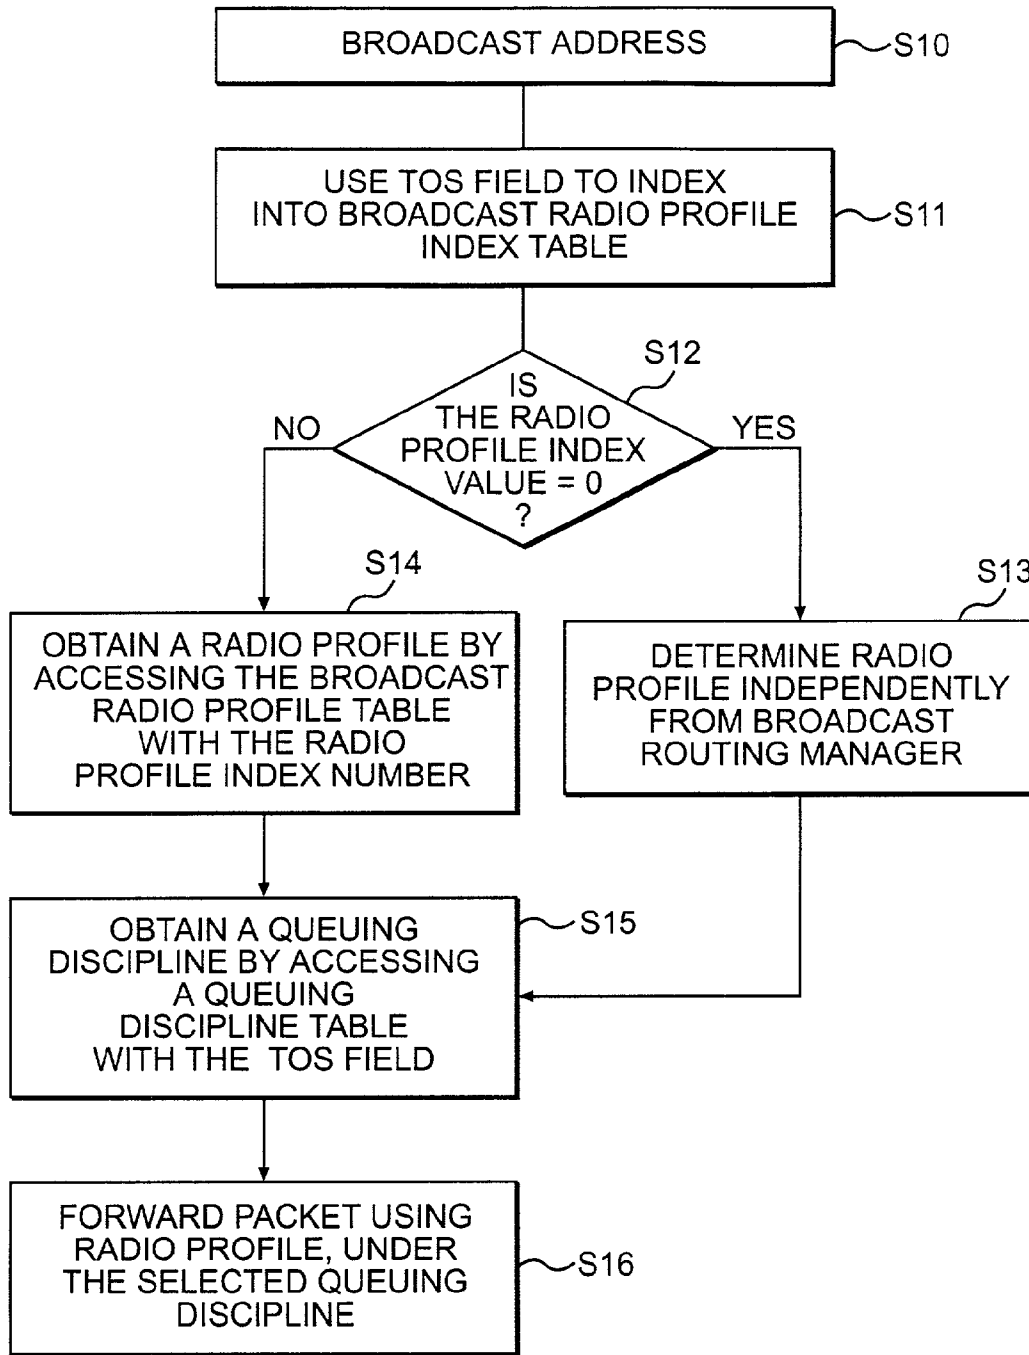 BROADCAST ADDRESS
S10
USE TOS FIELD TO INDEX
INTO BROADCAST RADIO PROFILE
INDEX TABLE
S11
S12
IS
THE RADIO
PROFILE INDEX
VALUE = 0
?
NO
YES
S14
OBTAIN A RADIO PROFILE BY
ACCESSING THE BROADCAST
RADIO PROFILE TABLE
WITH THE RADIO
PROFILE INDEX NUMBER
S13
DETERMINE RADIO
PROFILE INDEPENDENTLY
FROM BROADCAST
ROUTING MANAGER
OBTAIN A QUEUING
DISCIPLINE BY ACCESSING
A QUEUING
DISCIPLINE TABLE
WITH THE TOS FIELD
S15
FORWARD PACKET USING
RADIO PROFILE, UNDER
THE SELECTED QUEUING
DISCIPLINE
S16